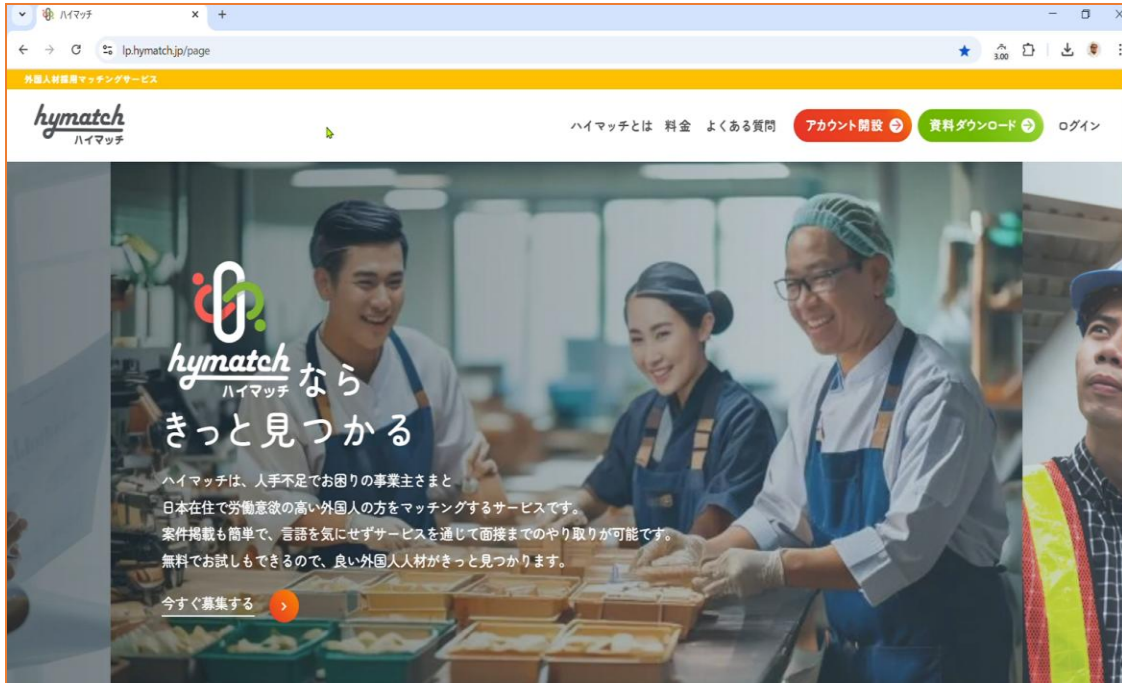 ハイマッチ
lp.hymatch.jp/page
3.00
外国人材採用マッチングサービス
hymatch
ハイマッチ
ハイマッチとは 料金 よくある質問 アカウント開設 資料ダウンロード ログイン
hymatch
ハイマッチ なら
きっと見つかる
ハイマッチは、人手不足でお困りの事業主さまと
日本在住で労働意欲の高い外国人の方をマッチングするサービスです。
案件掲載も簡単で、言語を気にせずサービスを通じて面接までのやり取りが可能です。
無料でお試しもできるので、良い外国人人材がきっと見つかります。
今すぐ募集する